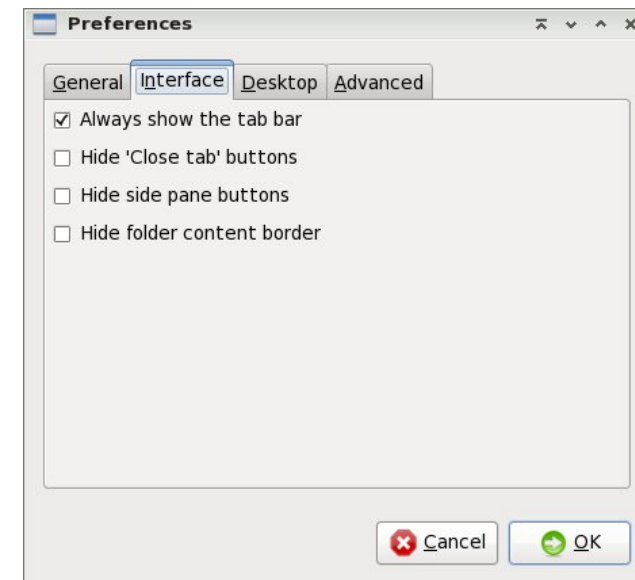 Preferences
General Interface Desktop Advanced
Always show the tab bar
Hide 'Close tab' buttons
Hide side pane buttons
Hide folder content border
Cancel OK